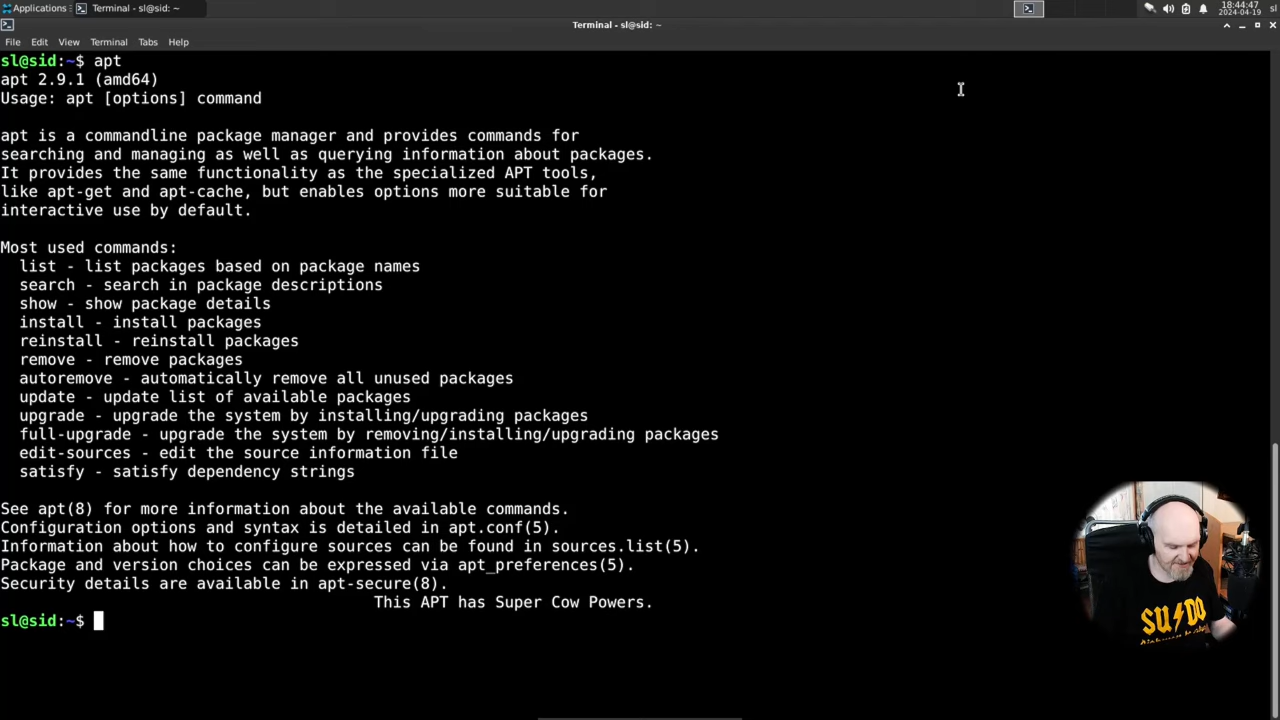 Applications
Terminal - sl@sid: ~
18:44:47
2024-04-19
sl
Terminal - sl@sid: ~
File Edit View Terminal Tabs Help
sl@sid:~$ apt
apt 2.9.1 (amd64)
Usage: apt [options] command
apt is a commandline package manager and provides commands for
searching and managing as well as querying information about packages.
It provides the same functionality as the specialized APT tools,
like apt-get and apt-cache, but enables options more suitable for
interactive use by default.
Most used commands:
list - list packages based on package names
search - search in package descriptions
show - show package details
install - install packages
reinstall - reinstall packages
remove - remove packages
autoremove - automatically remove all unused packages
update - update list of available packages
upgrade - upgrade the system by installing/upgrading packages
full-upgrade - upgrade the system by removing/installing/upgrading packages
edit-sources - edit the source information file
satisfy - satisfy dependency strings
See apt(8) for more information about the available commands.
Configuration options and syntax is detailed in apt.conf(5).
Information about how to configure sources can be found in sources.list(5).
Package and version choices can be expressed via apt_preferences(5).
Security details are available in apt-secure(8).
This APT has Super Cow Powers.
sl@sid:~$
SU DO